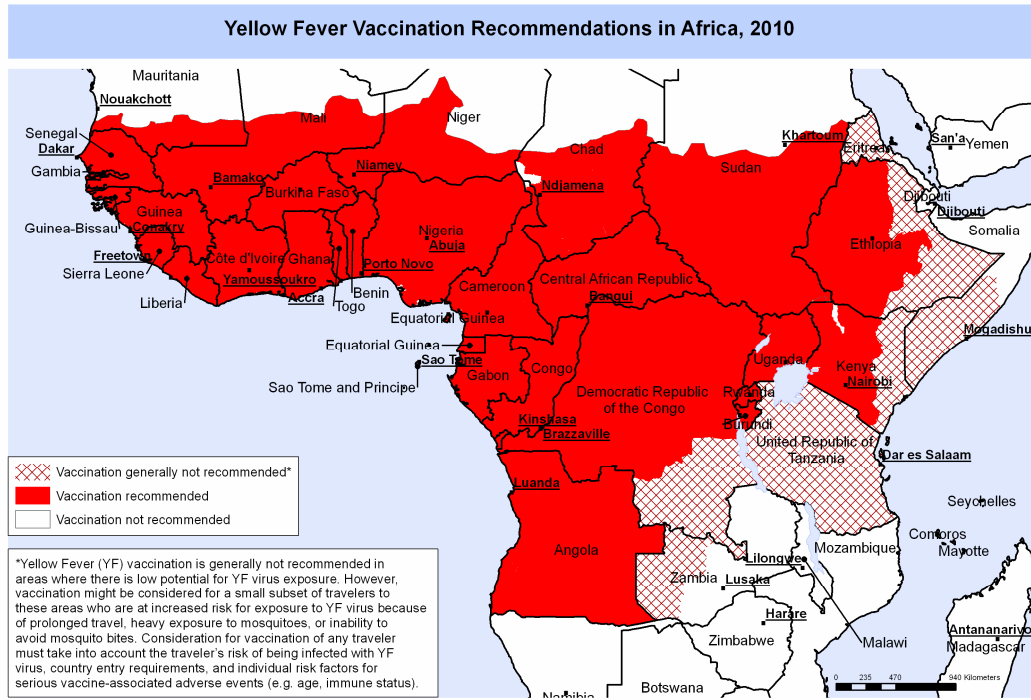 Yellow Fever Vaccination Recommendations in Africa, 2010
Mauritania
Nouakchott
Mali
Niger
Senegal
Dakar
Gambia
Bamako
Burkina Faso
Niamey
Chad
Ndjamena
Khartoum
Sudan
Eritrea
San'a
Yemen
Djibouti
Djibouti
Somalia
Guinea
Conakry
Guinea-Bissau
Freetown
Sierra Leone
Liberia
Côte d'Ivoire
Ghana
Yamoussoukro
Accra
Togo
Benin
Porto Novo
Nigoria
Abuja
Cameroon
Central African Republic
Bangui
Ethiopia
Moqadishu
Equatorial Guinea
Equatorial Guinea
Sao Tome
Sao Tome and Principe
Gabon
Congo
Democratic Republic
of the Congo
Uganda
Kenya
Nairobi
Rwanda
Burundi
Kinshasa
Brazzaville
United Republic of
Tanzania
Dar es Salaam
Seychelles
Comoros
Mayotte
Luanda
Angola
Zambia
Lusaka
Lilongwe
Mozambique
Malawi
Harare
Zimbabwe
Antananarivo
Madagascar
Botswana
Namibia
Vaccination generally not recommended*
Vaccination recommended
Vaccination not recommended
*Yellow Fever (YF) vaccination is generally not recommended in
areas where there is low potential for YF virus exposure. However,
vaccination might be considered for a small subset of travelers to
these areas who are at increased risk for exposure to YF virus because
of prolonged travel, heavy exposure to mosquitoes, or inability to
avoid mosquito bites. Consideration for vaccination of any traveler
must take into account the traveler's risk of being infected with YF
virus, country entry requirements, and individual risk factors for
serious vaccine-associated adverse events (e.g. age, immune status).
0 235 470 940 Kilometers